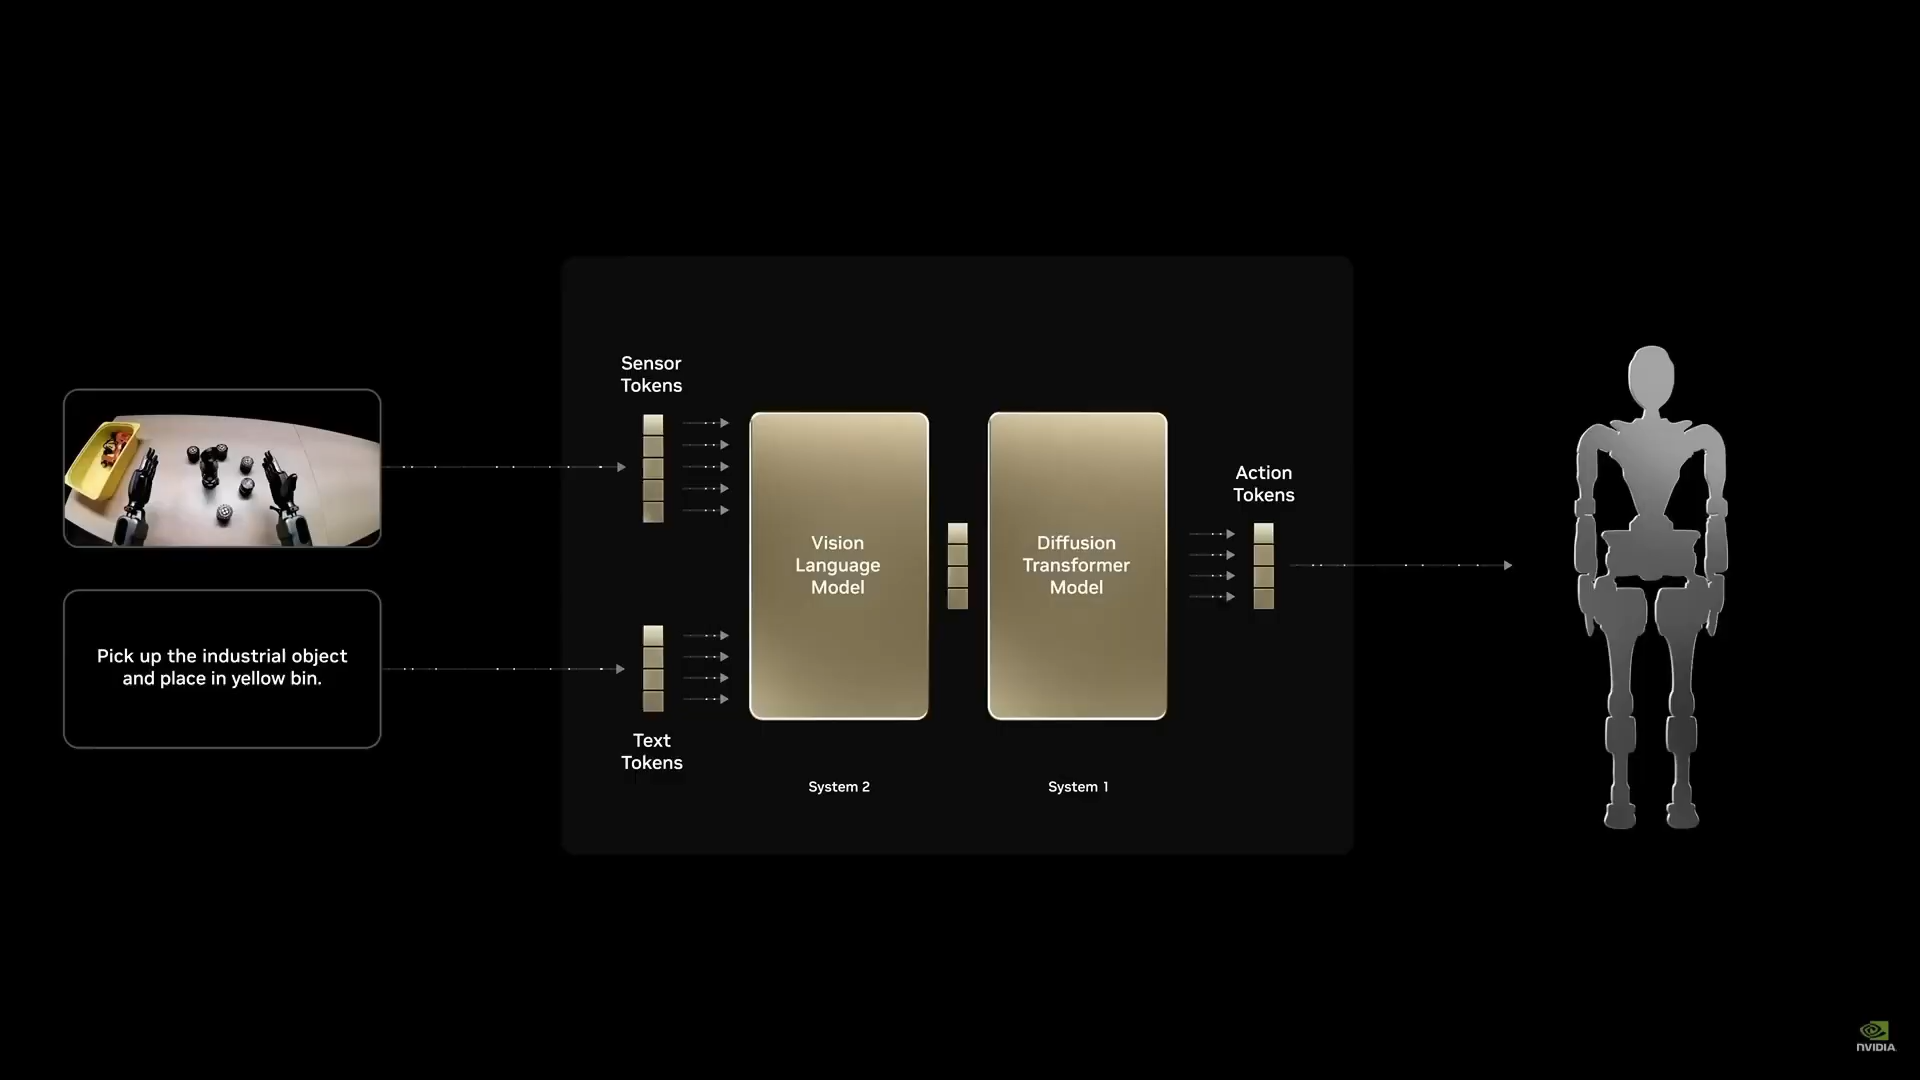 Sensor
Tokens
Pick up the industrial object
and place in yellow bin.
Text
Tokens
Vision
Language
Model
System 2
Diffusion
Transformer
Model
System 1
Action
Tokens
NVIDIA